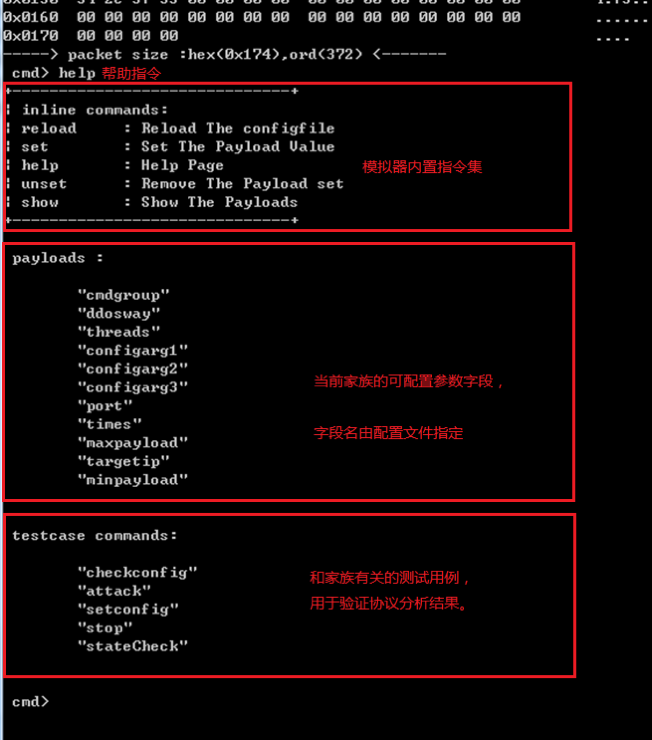 0x0160 00 00 00 00 00 00 00 00 00 00 00 00 00 00 00 00 ......
0x0170 00 00 00 00 ....
-----> packet size :hex(0x174),ord(372) <-------
cmd> help 帮助指令
+------------------------------+
| inline commands:
| reload : Reload The configfile
| set : Set The Payload Value
| help : Help Page
| unset : Remove The Payload set
| show : Show The Payloads
+------------------------------+
模拟器内置指令集
payloads :
"cmdgroup"
"ddosway"
"threads"
"configarg1"
"configarg2"
"configarg3"
"port"
"times"
"maxpayload"
"targetip"
"minpayload"
当前家族的可配置参数字段，
字段名由配置文件指定
testcase commands:
"checkconfig"
"attack"
"setconfig"
"stop"
"stateCheck"
和家族有关的测试用例，
用于验证协议分析结果。
cmd>